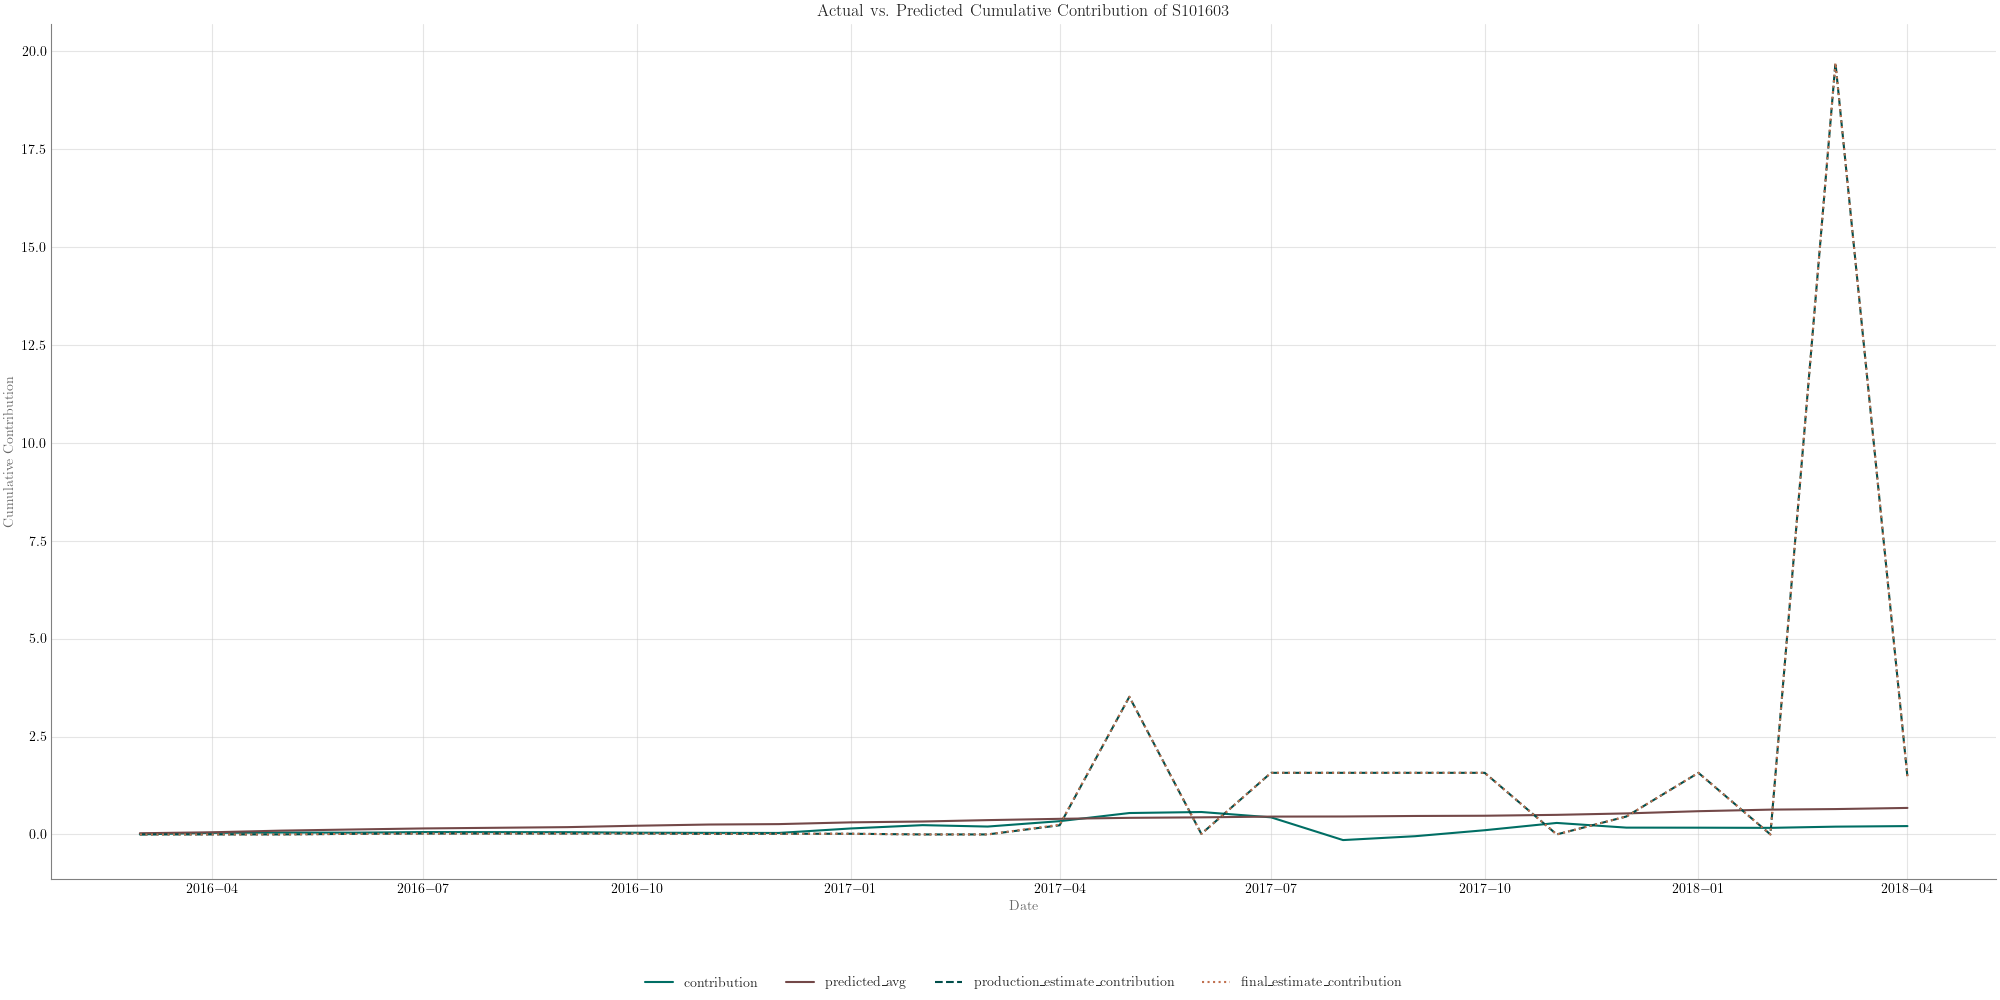 Actual vs. Predicted Cumulative Contribution of S101603
20.0
17.5
15.0
12.5
10.0
7.5
5.0
2.5
0.0
Cumulative Contribution
2016–04 2016–07 2016–10 2017–01 2017–04 2017–07 2017–10 2018–01 2018–04
Date
contribution predicted_avg production_estimate_contribution final_estimate_contribution